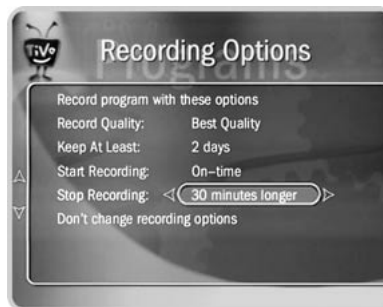 TiVo
Recording Options
Programs
Record program with these options
Record Quality: Best Quality
Keep At Least: 2 days
Start Recording: On-time
Stop Recording: 30 minutes longer
Don't change recording options